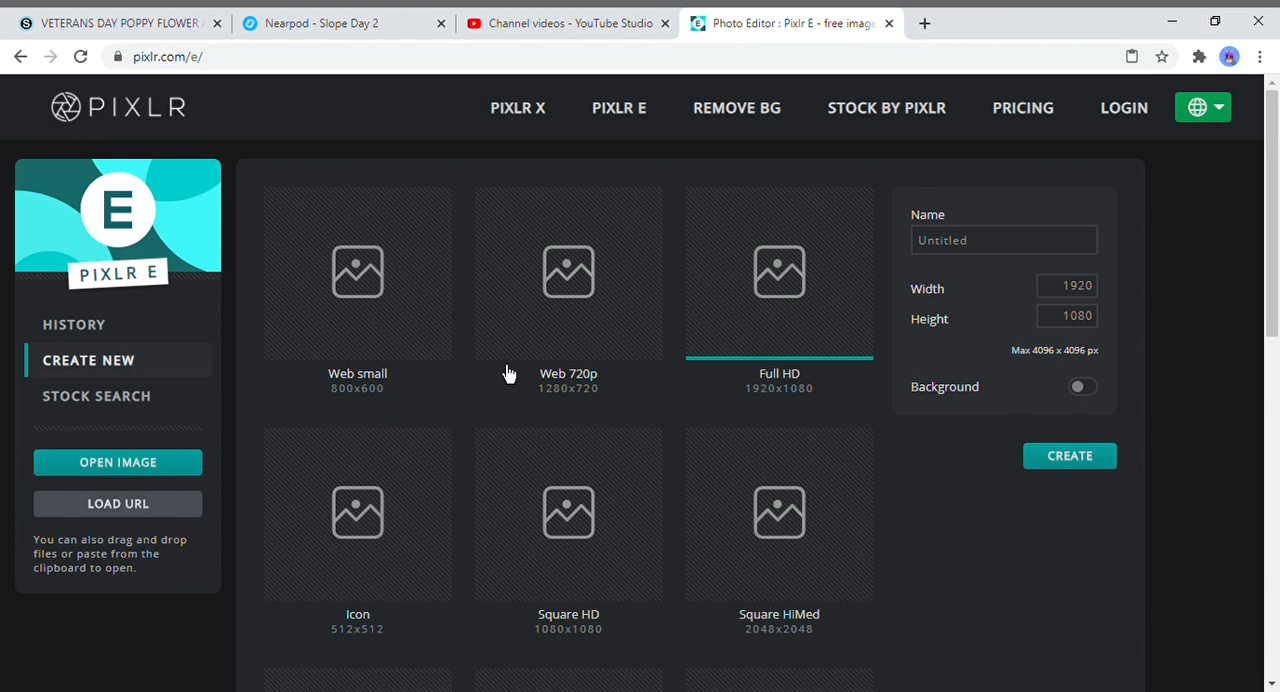 VETERANS DAY POPPY FLOWER
Nearpod - Slope Day 2
Channel videos - YouTube Studio
Photo Editor : Pixlr E - free image
pixlr.com/e/
PIXLR
PIXLR X
PIXLR E
REMOVE BG
STOCK BY PIXLR
PRICING
LOGIN
E
PIXLR E
HISTORY
CREATE NEW
STOCK SEARCH
OPEN IMAGE
LOAD URL
You can also drag and drop
files or paste from the
clipboard to open.
Web small
800x600
Web 720p
1280x720
Full HD
1920x1080
Icon
512x512
Square HD
1080x1080
Square HiMed
2048x2048
Name
Untitled
Width
1920
Height
1080
Max 4096 x 4096 px
Background
CREATE